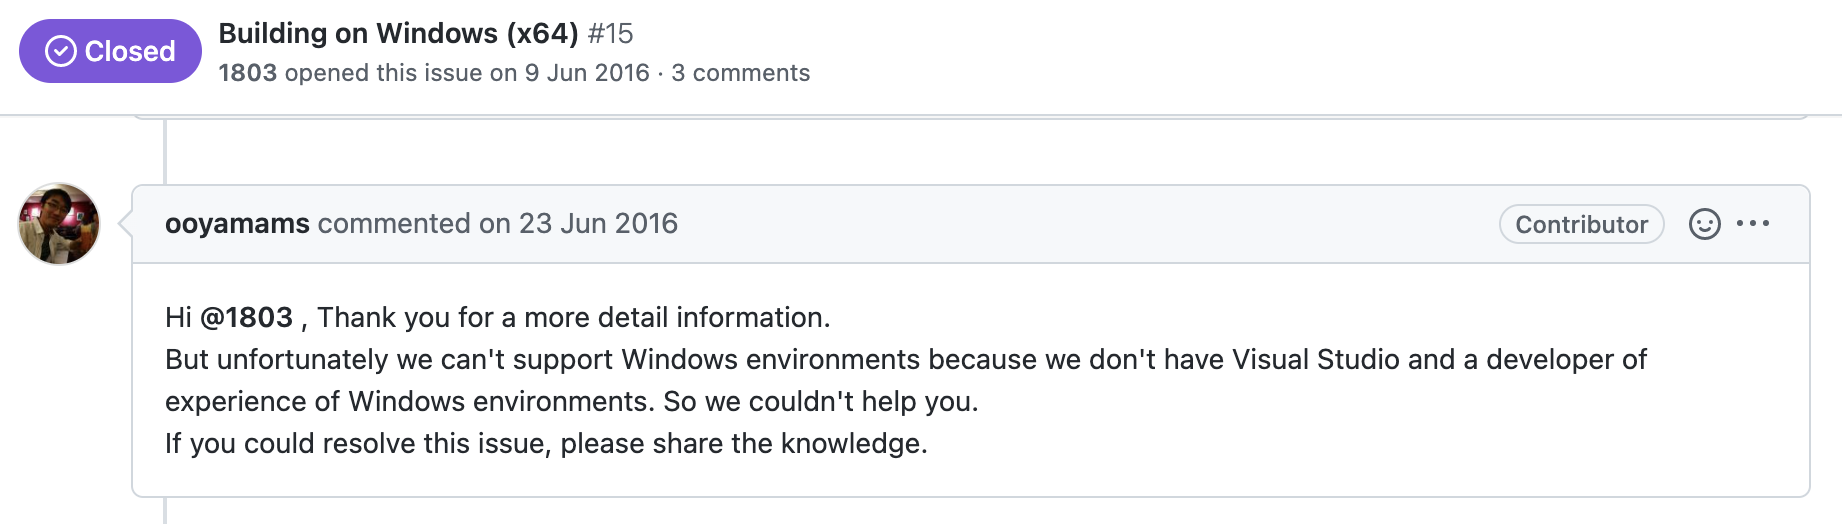 Closed
Building on Windows (x64) #15
1803 opened this issue on 9 Jun 2016 · 3 comments
ooyamams commented on 23 Jun 2016
Contributor
Hi @1803 , Thank you for a more detail information.
But unfortunately we can't support Windows environments because we don't have Visual Studio and a developer of
experience of Windows environments. So we couldn't help you.
If you could resolve this issue, please share the knowledge.